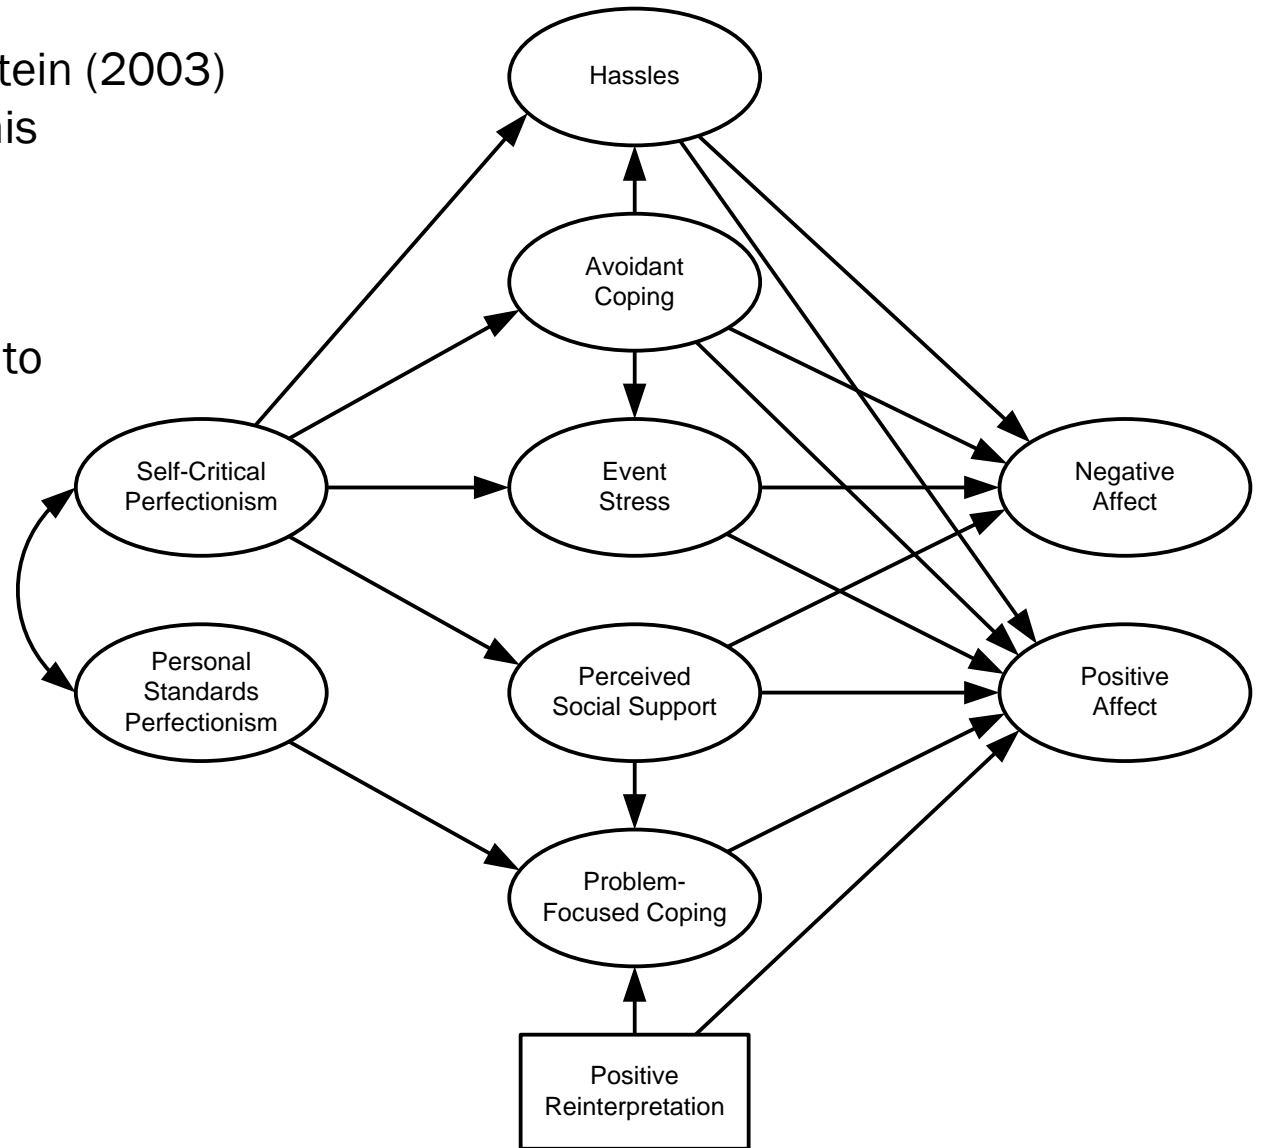 tein (2003)
nis
to
Hassles
Avoidant
Coping
Self-Critical
Perfectionism
Event
Stress
Negative
Affect
Personal
Standards
Perfectionism
Perceived
Social Support
Positive
Affect
Problem-
Focused Coping
Positive
Reinterpretation